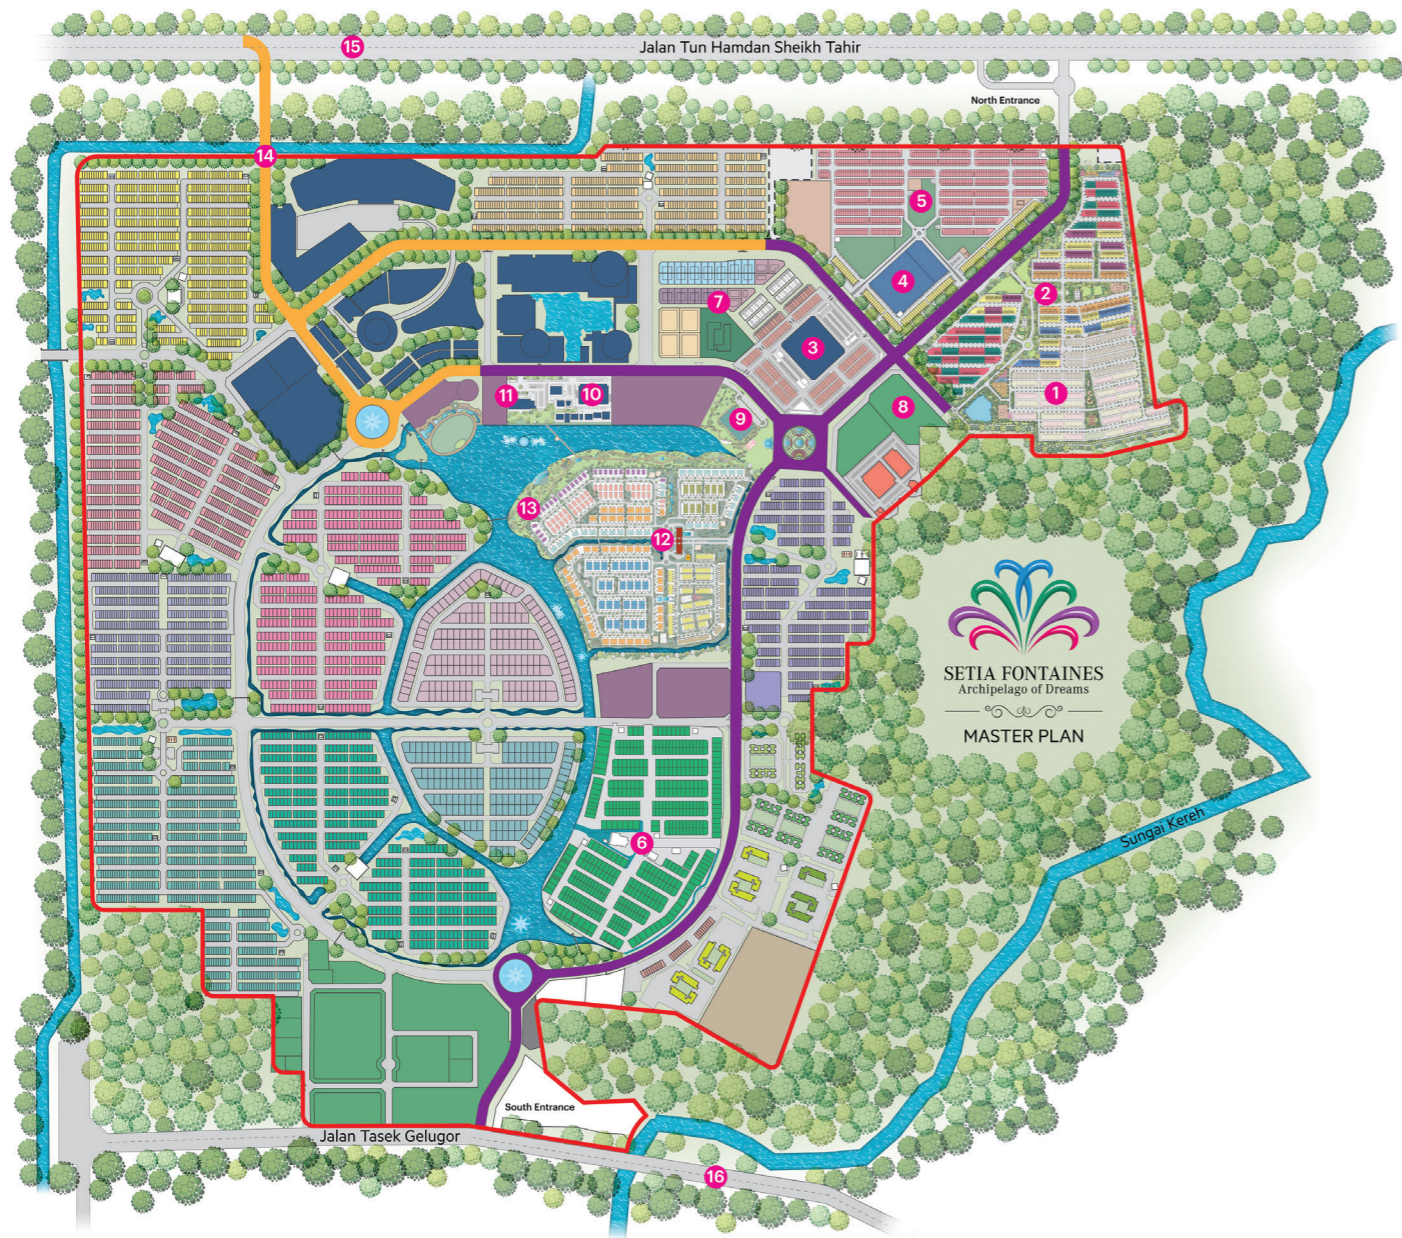 15
Jalan Tun Hamdan Sheikh Tahir
North Entrance
14
5
2
4
7
3
1
11
10
8
9
13
12
SETIA FONTAINES
Archipelago of Dreams
MASTER PLAN
Sungai Kereh
6
South Entrance
Jalan Tasek Gelugor
16